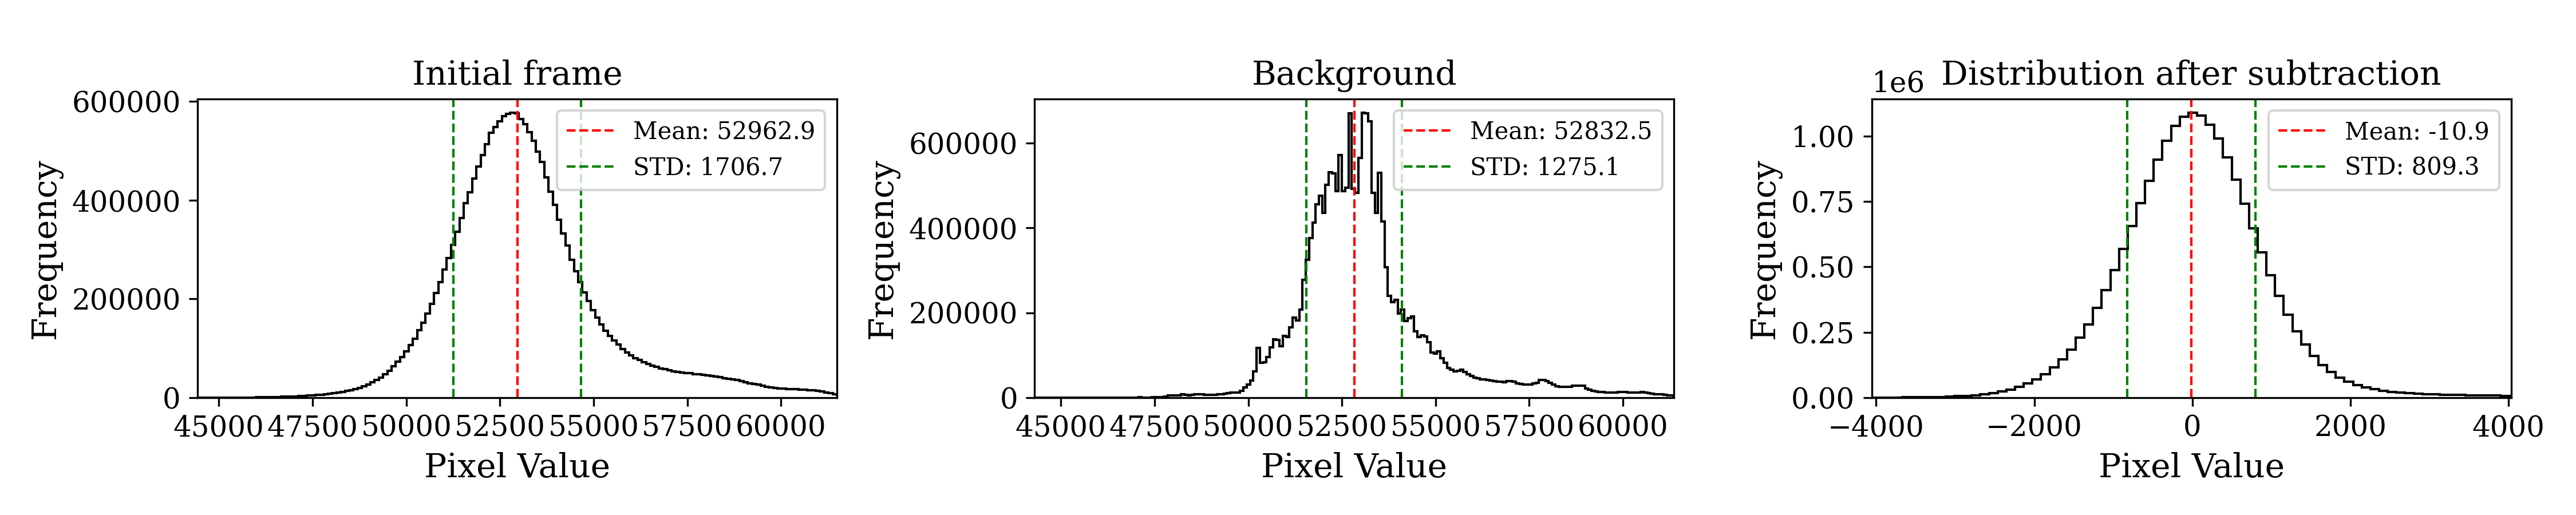 Initial frame
600000
400000
200000
0
Frequency
Mean: 52962.9
STD: 1706.7
45000 47500 50000 52500 55000 57500 60000
Pixel Value
Background
600000
400000
200000
0
Frequency
Mean: 52832.5
STD: 1275.1
45000 47500 50000 52500 55000 57500 60000
Pixel Value
1e6 Distribution after subtraction
1.00
0.75
0.50
0.25
0.00
Frequency
Mean: -10.9
STD: 809.3
−4000 −2000 0 2000 4000
Pixel Value